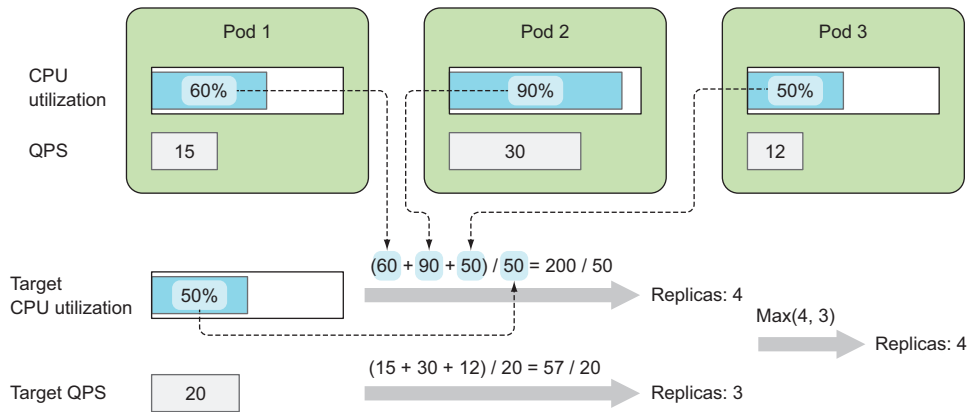 Pod 1
Pod 2
Pod 3
CPU
utilization
60%
90%
50%
QPS
15
30
12
(60 + 90 + 50) / 50 = 200 / 50
Target
CPU utilization
50%
Replicas: 4
Max(4, 3)
Replicas: 4
(15 + 30 + 12) / 20 = 57 / 20
Target QPS
20
Replicas: 3